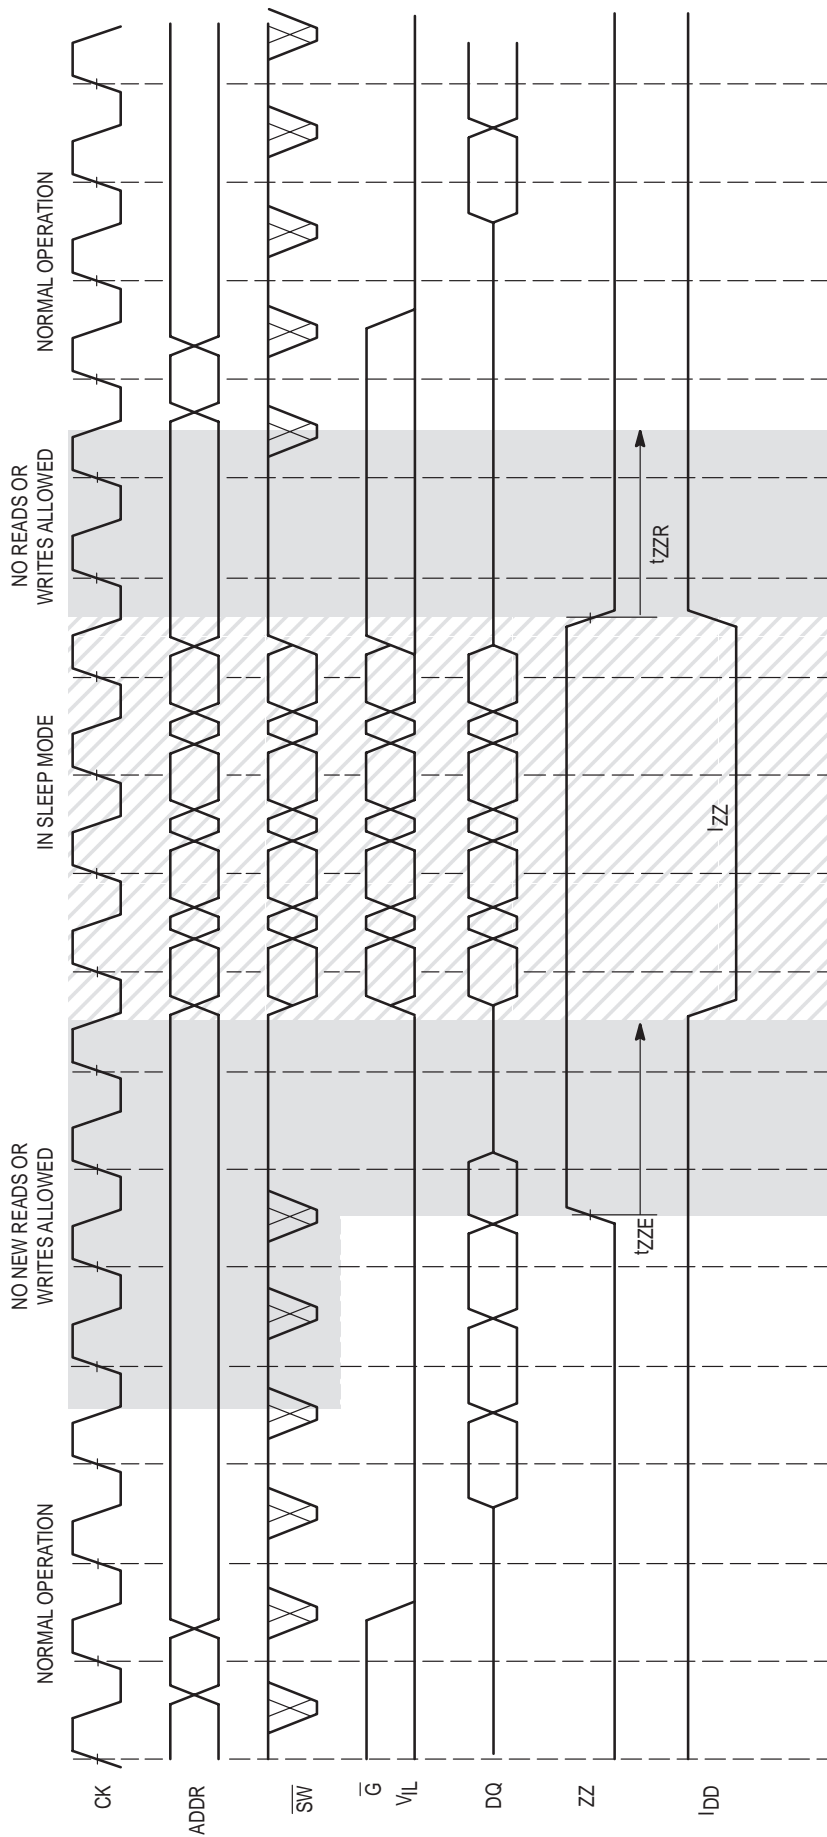 NORMAL OPERATION
NO NEW READS OR
WRITES ALLOWED
IN SLEEP MODE
NO READS OR
WRITES ALLOWED
NORMAL OPERATION
CK
ADDR
SW
G
VIL
DQ
ZZ
tZZE
tZZR
IDD
IZZ